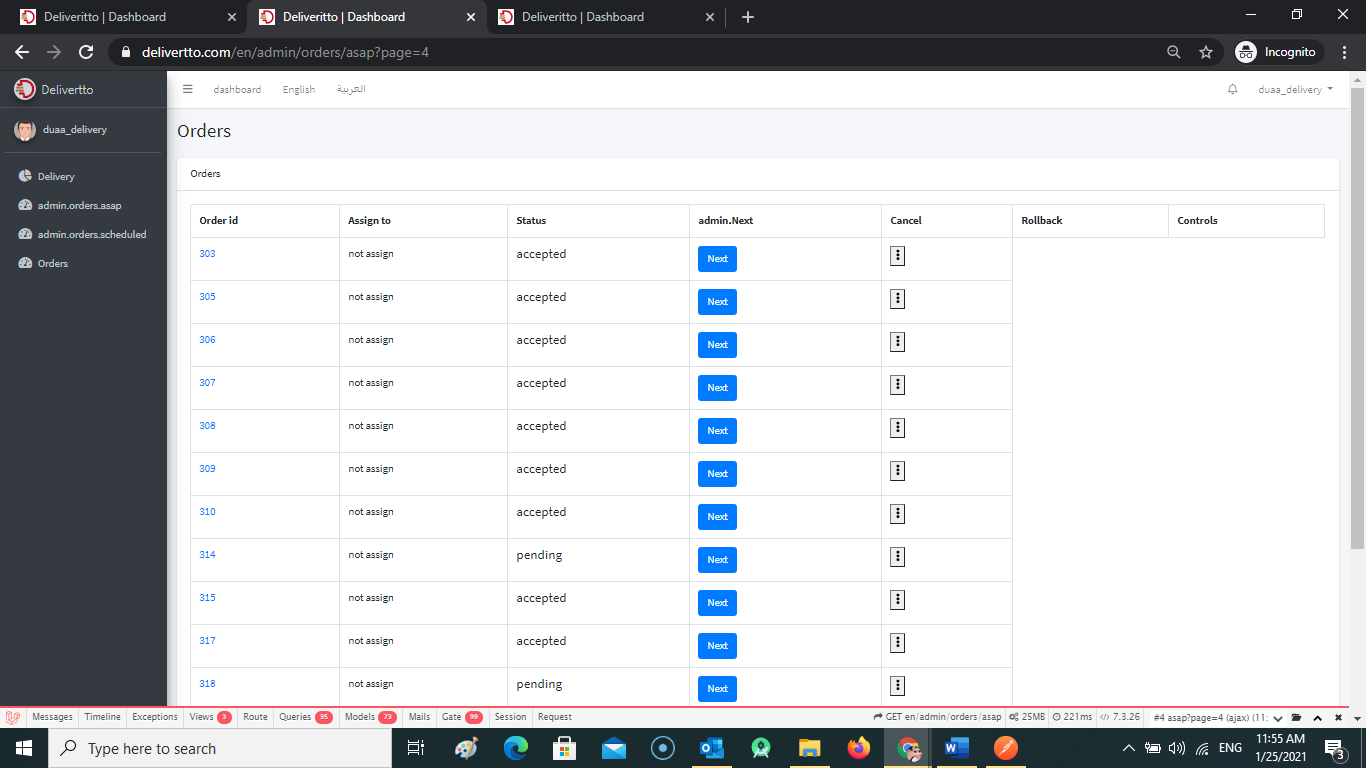 Deliveritto | Dashboard
Deliveritto | Dashboard
Deliveritto | Dashboard
delivertto.com/en/admin/orders/asap?page=4
Incognito
Delivertto
dashboard English العربية
duaa_delivery
duaa_delivery
Orders
Delivery
admin.orders.asap
admin.orders.scheduled
Orders
Orders
Order id Assign to Status admin.Next Cancel Rollback Controls
303 not assign accepted Next
305 not assign accepted Next
306 not assign accepted Next
307 not assign accepted Next
308 not assign accepted Next
309 not assign accepted Next
310 not assign accepted Next
314 not assign pending Next
315 not assign accepted Next
317 not assign accepted Next
318 not assign pending Next
Messages Timeline Exceptions Views 3 Route Queries 35 Models 73 Mails Gate 99 Session Request GET en/admin/orders/asap 25MB 221ms 7.3.26 #4 asap?page=4 (ajax) (11:
Type here to search
ENG
11:55 AM
1/25/2021
3